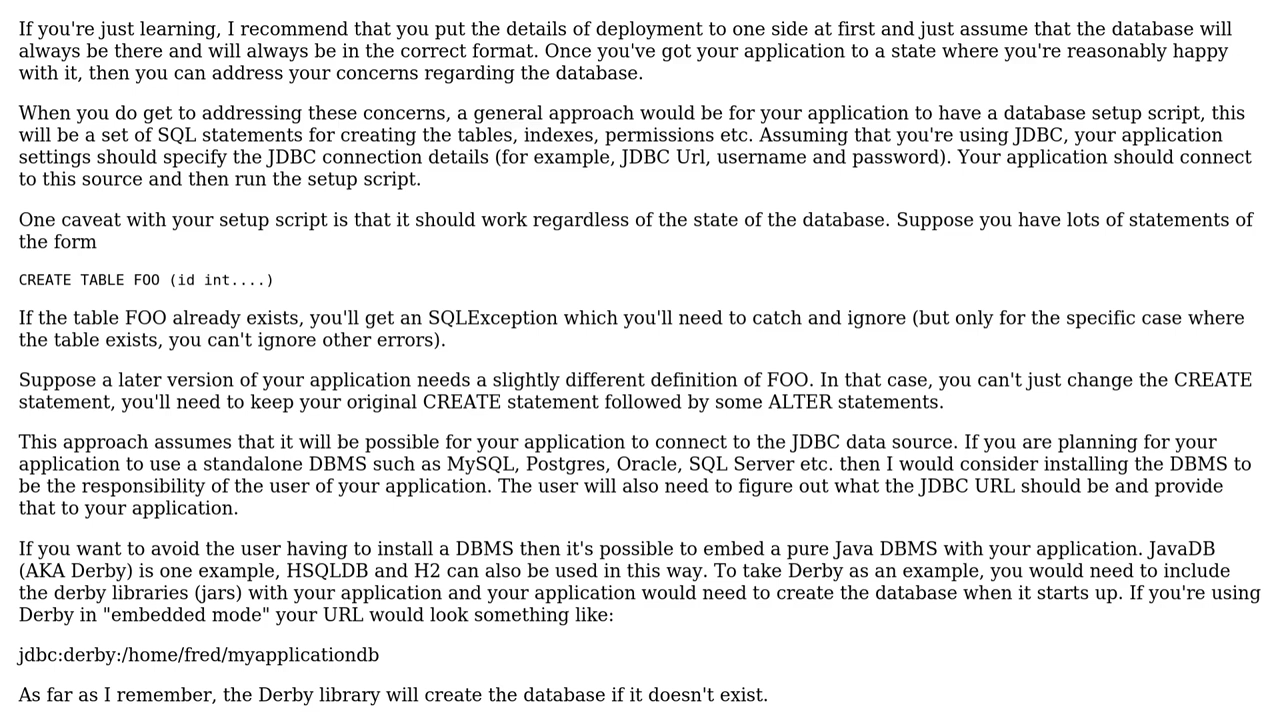 If you're just learning, I recommend that you put the details of deployment to one side at first and just assume that the database will
always be there and will always be in the correct format. Once you've got your application to a state where you're reasonably happy
with it, then you can address your concerns regarding the database.
When you do get to addressing these concerns, a general approach would be for your application to have a database setup script, this
will be a set of SQL statements for creating the tables, indexes, permissions etc. Assuming that you're using JDBC, your application
settings should specify the JDBC connection details (for example, JDBC Url, username and password). Your application should connect
to this source and then run the setup script.
One caveat with your setup script is that it should work regardless of the state of the database. Suppose you have lots of statements of
the form
CREATE TABLE FOO (id int....)
If the table FOO already exists, you'll get an SQLException which you'll need to catch and ignore (but only for the specific case where
the table exists, you can't ignore other errors).
Suppose a later version of your application needs a slightly different definition of FOO. In that case, you can't just change the CREATE
statement, you'll need to keep your original CREATE statement followed by some ALTER statements.
This approach assumes that it will be possible for your application to connect to the JDBC data source. If you are planning for your
application to use a standalone DBMS such as MySQL, Postgres, Oracle, SQL Server etc. then I would consider installing the DBMS to
be the responsibility of the user of your application. The user will also need to figure out what the JDBC URL should be and provide
that to your application.
If you want to avoid the user having to install a DBMS then it's possible to embed a pure Java DBMS with your application. JavaDB
(AKA Derby) is one example, HSQLDB and H2 can also be used in this way. To take Derby as an example, you would need to include
the derby libraries (jars) with your application and your application would need to create the database when it starts up. If you're using
Derby in "embedded mode" your URL would look something like:
jdbc:derby:/home/fred/myapplicationdb
As far as I remember, the Derby library will create the database if it doesn't exist.